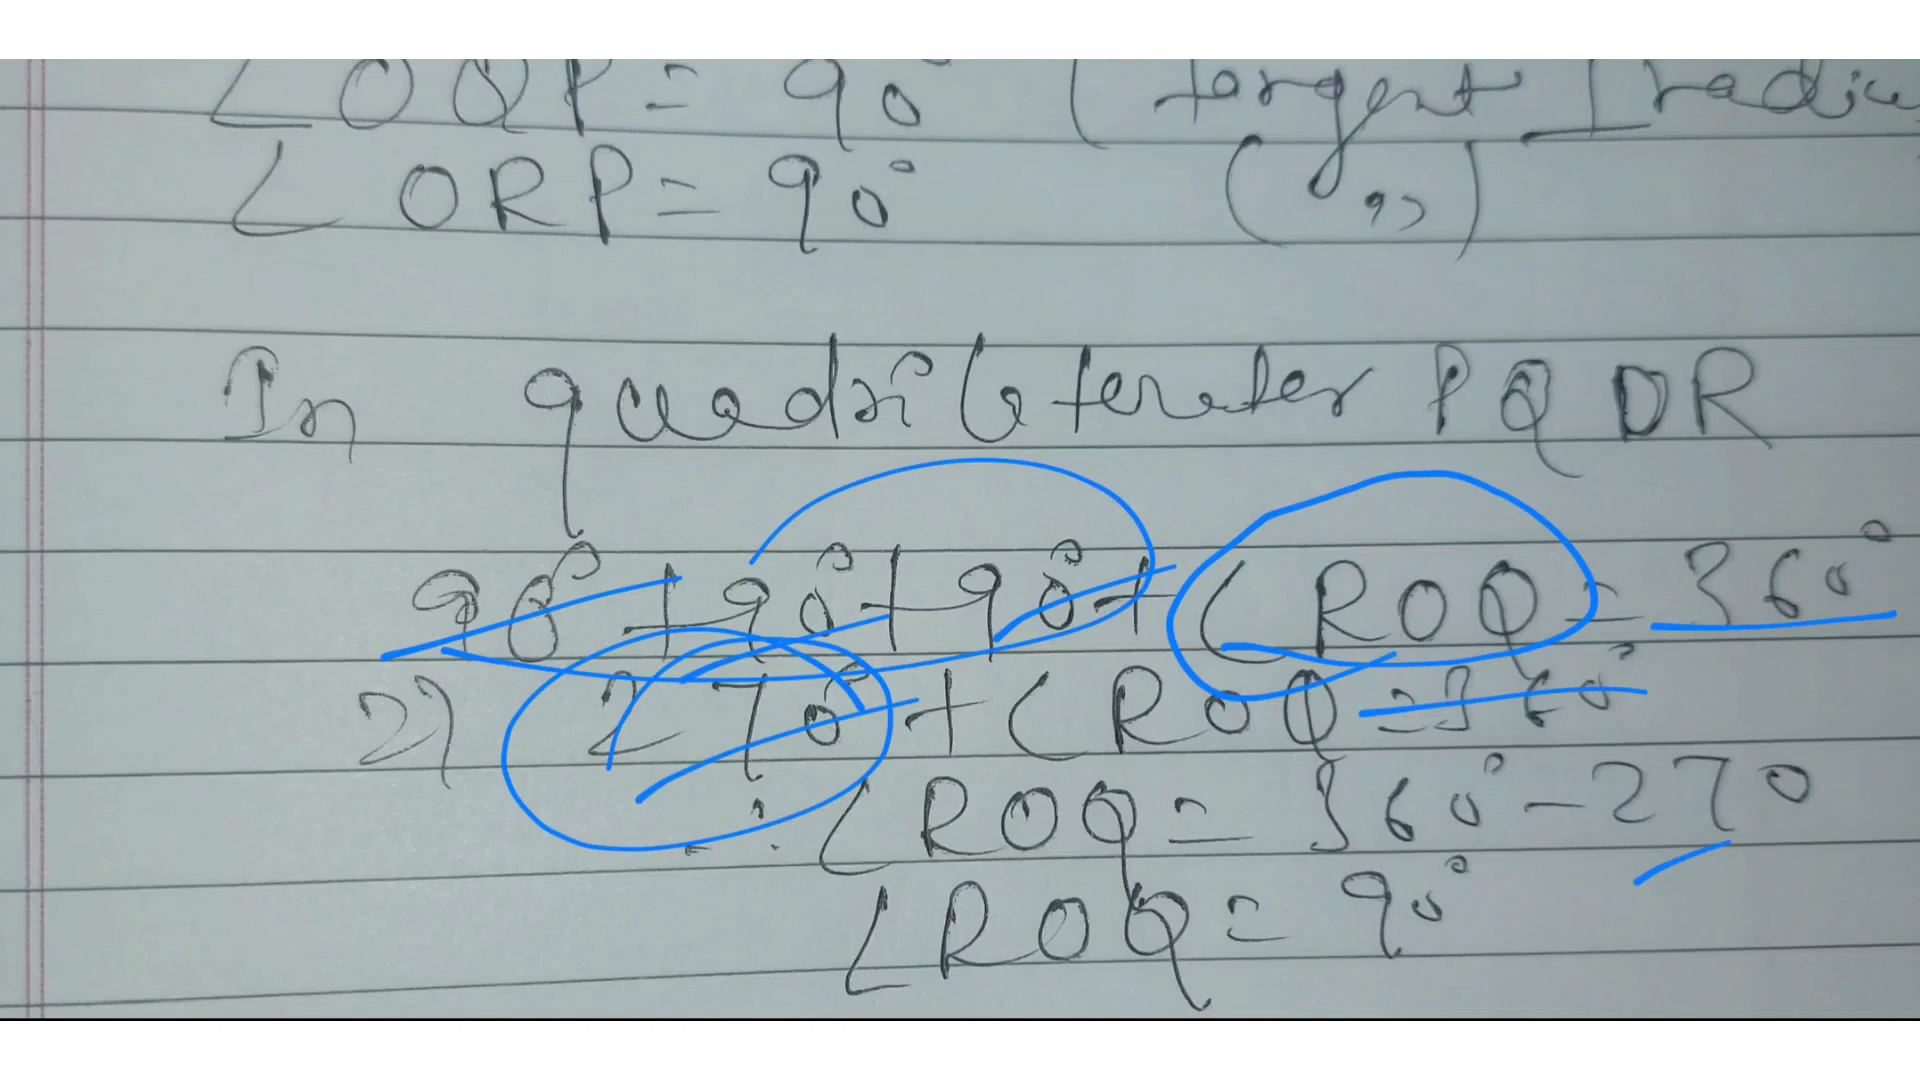 ∠OQP = 90° (tangent ⊥ radiu
∠ORP = 90° ( ,, )
In quadrilateral PQOR
90° + 90° + 90° + ∠ROQ = 360°
=) 270° + ∠ROQ = 360°
∴ ∠ROQ = 360° - 270
∠ROQ = 90°